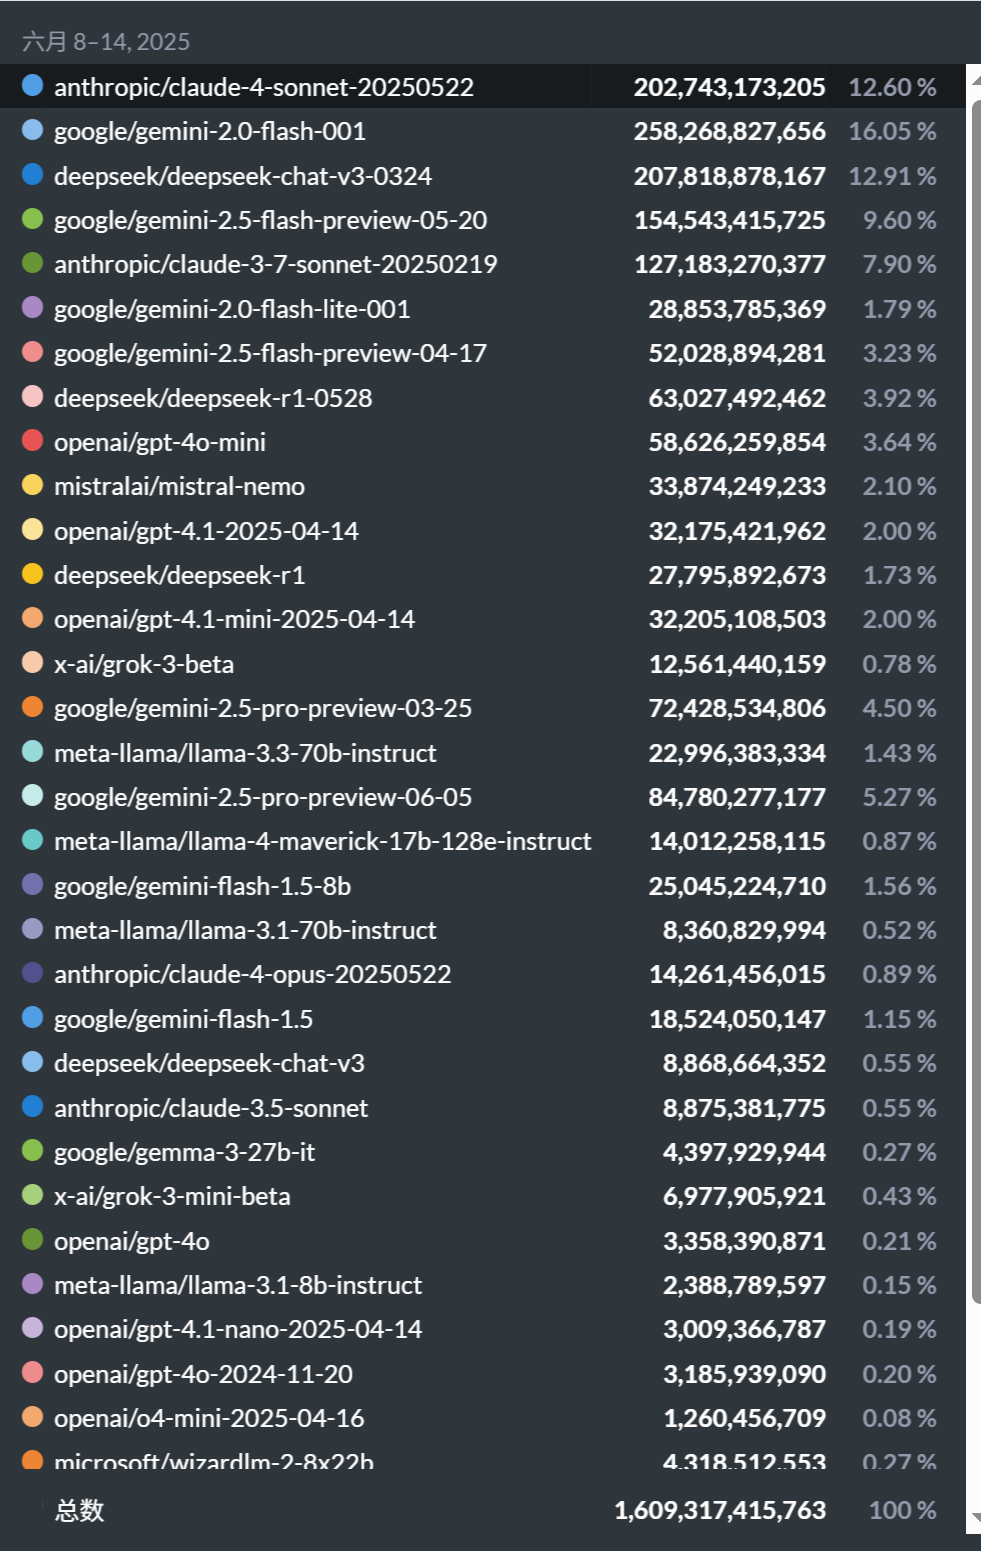 六月 8–14, 2025
anthropic/claude-4-sonnet-20250522 202,743,173,205 12.60 %
google/gemini-2.0-flash-001 258,268,827,656 16.05 %
deepseek/deepseek-chat-v3-0324 207,818,878,167 12.91 %
google/gemini-2.5-flash-preview-05-20 154,543,415,725 9.60 %
anthropic/claude-3-7-sonnet-20250219 127,183,270,377 7.90 %
google/gemini-2.0-flash-lite-001 28,853,785,369 1.79 %
google/gemini-2.5-flash-preview-04-17 52,028,894,281 3.23 %
deepseek/deepseek-r1-0528 63,027,492,462 3.92 %
openai/gpt-4o-mini 58,626,259,854 3.64 %
mistralai/mistral-nemo 33,874,249,233 2.10 %
openai/gpt-4.1-2025-04-14 32,175,421,962 2.00 %
deepseek/deepseek-r1 27,795,892,673 1.73 %
openai/gpt-4.1-mini-2025-04-14 32,205,108,503 2.00 %
x-ai/grok-3-beta 12,561,440,159 0.78 %
google/gemini-2.5-pro-preview-03-25 72,428,534,806 4.50 %
meta-llama/llama-3.3-70b-instruct 22,996,383,334 1.43 %
google/gemini-2.5-pro-preview-06-05 84,780,277,177 5.27 %
meta-llama/llama-4-maverick-17b-128e-instruct 14,012,258,115 0.87 %
google/gemini-flash-1.5-8b 25,045,224,710 1.56 %
meta-llama/llama-3.1-70b-instruct 8,360,829,994 0.52 %
anthropic/claude-4-opus-20250522 14,261,456,015 0.89 %
google/gemini-flash-1.5 18,524,050,147 1.15 %
deepseek/deepseek-chat-v3 8,868,664,352 0.55 %
anthropic/claude-3.5-sonnet 8,875,381,775 0.55 %
google/gemma-3-27b-it 4,397,929,944 0.27 %
x-ai/grok-3-mini-beta 6,977,905,921 0.43 %
openai/gpt-4o 3,358,390,871 0.21 %
meta-llama/llama-3.1-8b-instruct 2,388,789,597 0.15 %
openai/gpt-4.1-nano-2025-04-14 3,009,366,787 0.19 %
openai/gpt-4o-2024-11-20 3,185,939,090 0.20 %
openai/o4-mini-2025-04-16 1,260,456,709 0.08 %
microsoft/wizardlm-2-8x22b 4,318,512,553 0.27 %
总数 1,609,317,415,763 100 %